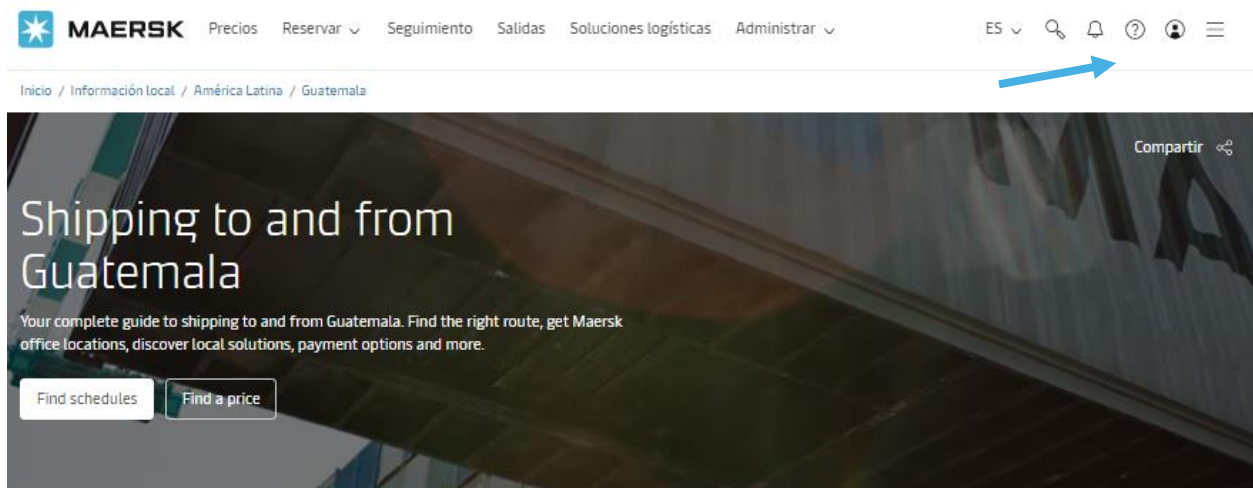 MAERSK Precios Reservar Seguimiento Salidas Soluciones logísticas Administrar ES
Inicio / Información local / América Latina / Guatemala
Compartir
MA
Shipping to and from
Guatemala
Your complete guide to shipping to and from Guatemala. Find the right route, get Maersk
office locations, discover local solutions, payment options and more.
Find schedules Find a price